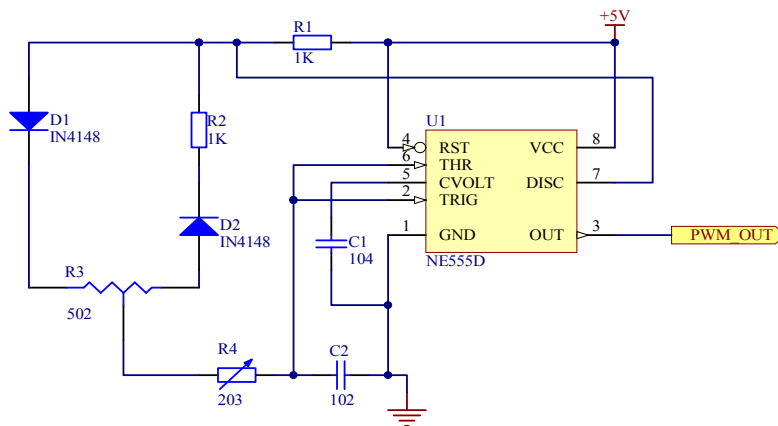 +5V
R1
1K
D1
IN4148
R2
1K
D2
IN4148
R3
502
R4
203
C2
102
C1
104
U1
4
RST
VCC
8
6
THR
5
CVOLT
DISC
7
2
TRIG
1
GND
OUT
3
NE555D
PWM_OUT